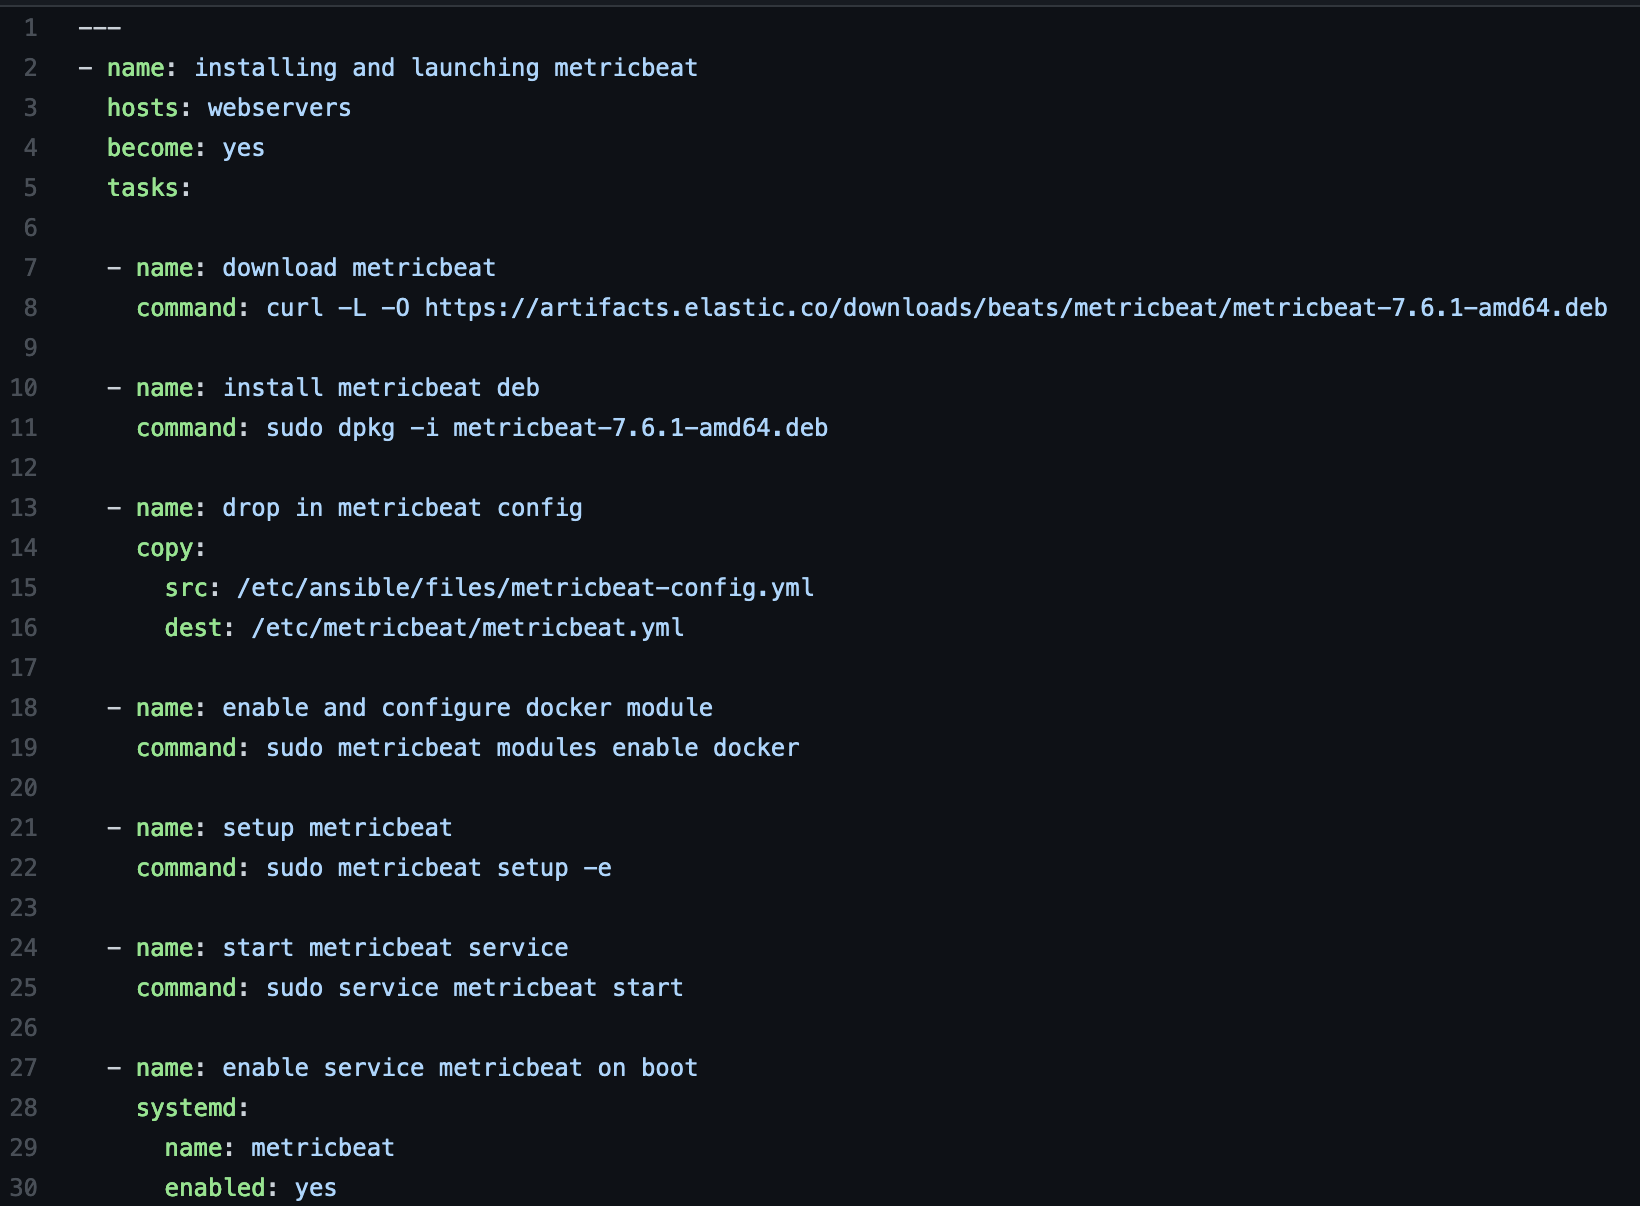 1 ---
2 - name: installing and launching metricbeat
3   hosts: webservers
4   become: yes
5   tasks:
6
7   - name: download metricbeat
8     command: curl -L -O https://artifacts.elastic.co/downloads/beats/metricbeat/metricbeat-7.6.1-amd64.deb
9
10   - name: install metricbeat deb
11     command: sudo dpkg -i metricbeat-7.6.1-amd64.deb
12
13   - name: drop in metricbeat config
14     copy:
15       src: /etc/ansible/files/metricbeat-config.yml
16       dest: /etc/metricbeat/metricbeat.yml
17
18   - name: enable and configure docker module
19     command: sudo metricbeat modules enable docker
20
21   - name: setup metricbeat
22     command: sudo metricbeat setup -e
23
24   - name: start metricbeat service
25     command: sudo service metricbeat start
26
27   - name: enable service metricbeat on boot
28     systemd:
29       name: metricbeat
30       enabled: yes